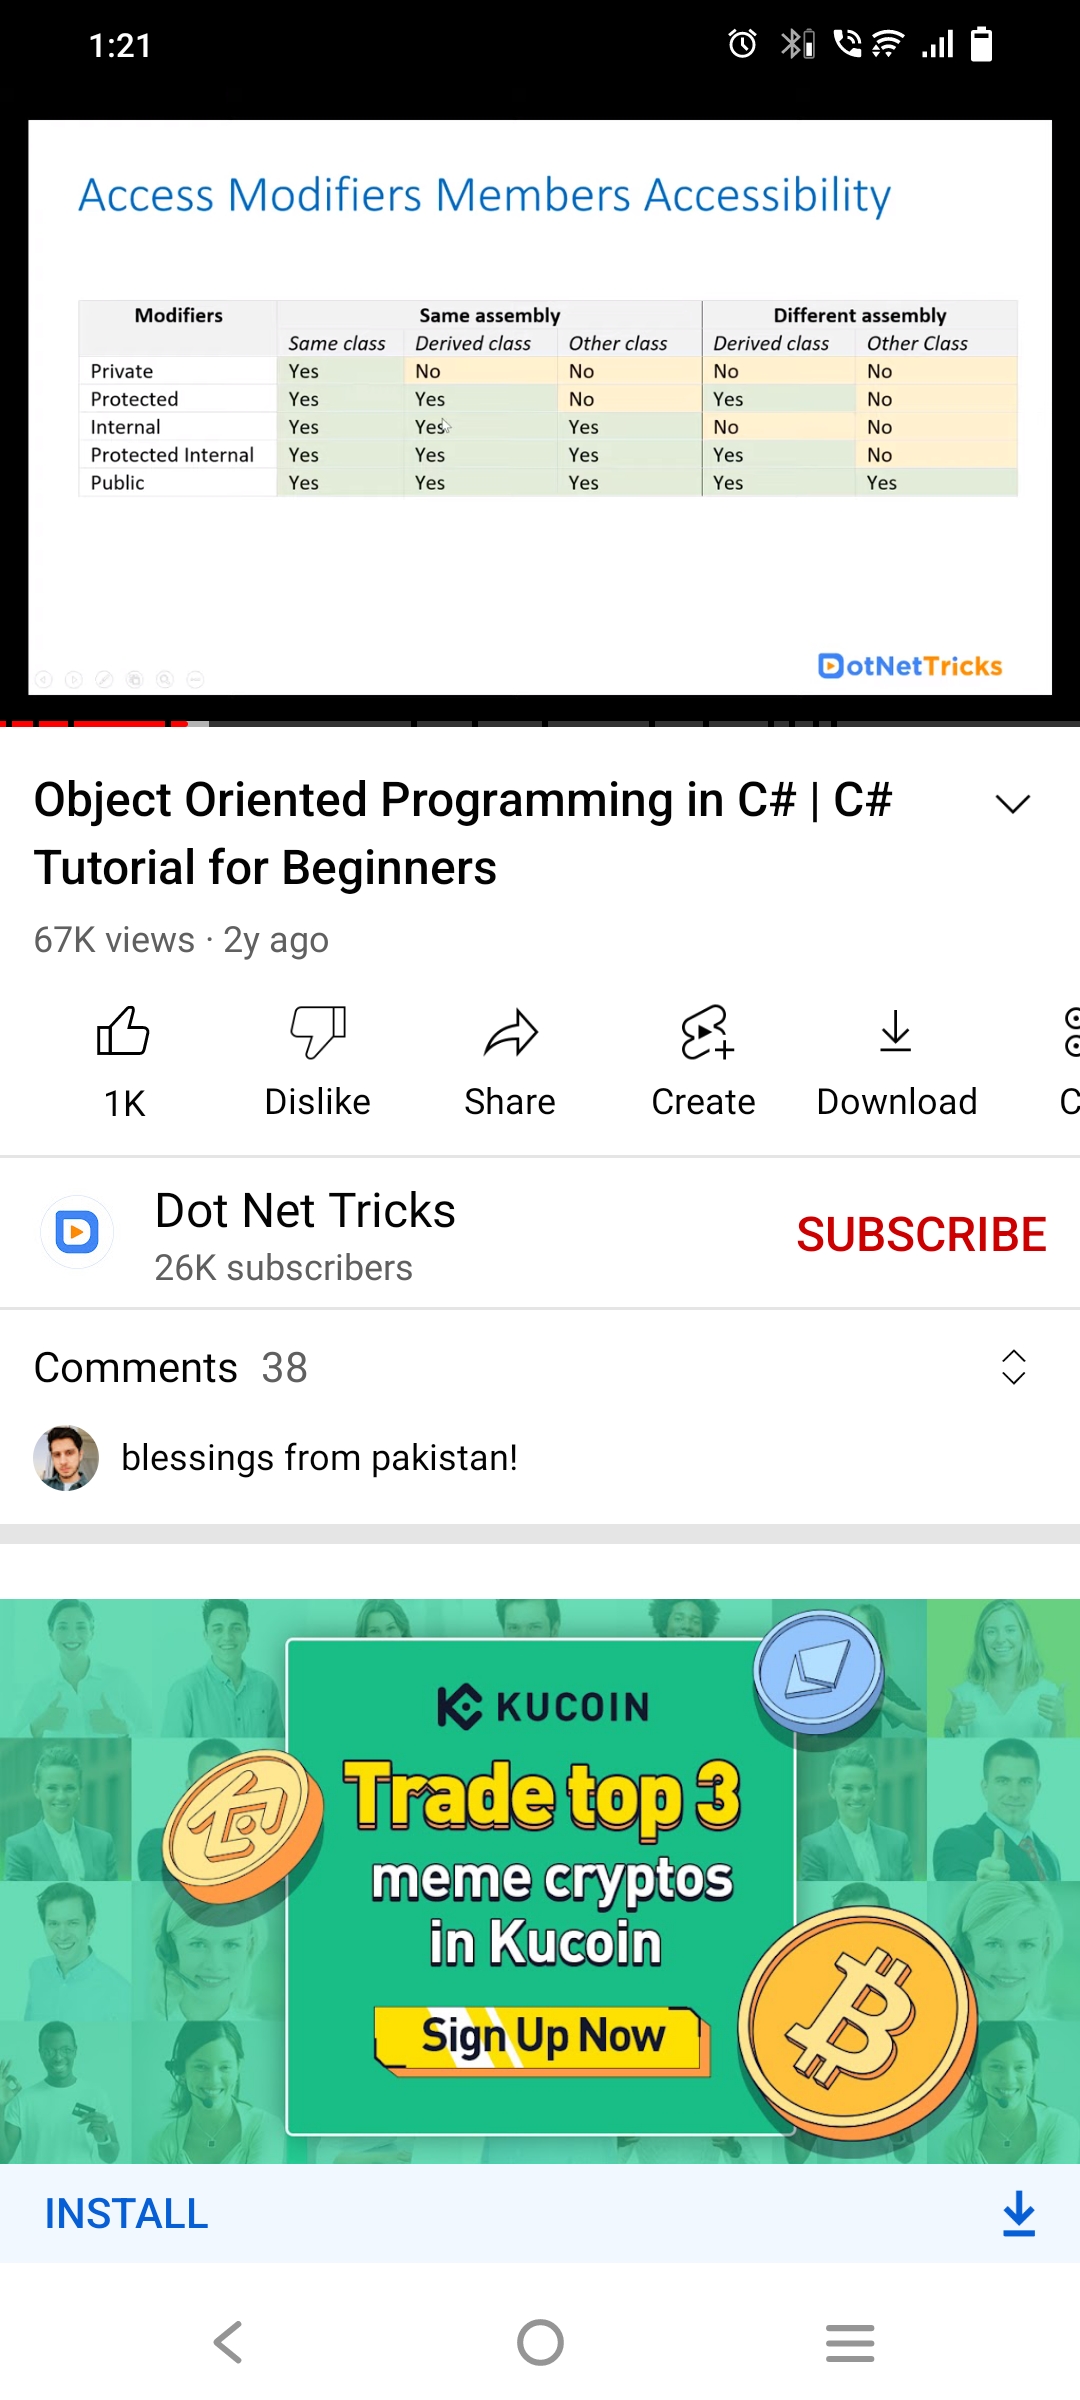 1:21
Access Modifiers Members Accessibility
Modifiers Same assembly Different assembly
Same class Derived class Other class Derived class Other Class
Private Yes No No No No
Protected Yes Yes No Yes No
Internal Yes Yes Yes No No
Protected Internal Yes Yes Yes Yes No
Public Yes Yes Yes Yes Yes
DotNetTricks
Object Oriented Programming in C# | C#
Tutorial for Beginners
67K views · 2y ago
1K Dislike Share Create Download C
Dot Net Tricks
26K subscribers
SUBSCRIBE
Comments 38
blessings from pakistan!
KUCOIN
Trade top 3
meme cryptos
in Kucoin
Sign Up Now
INSTALL